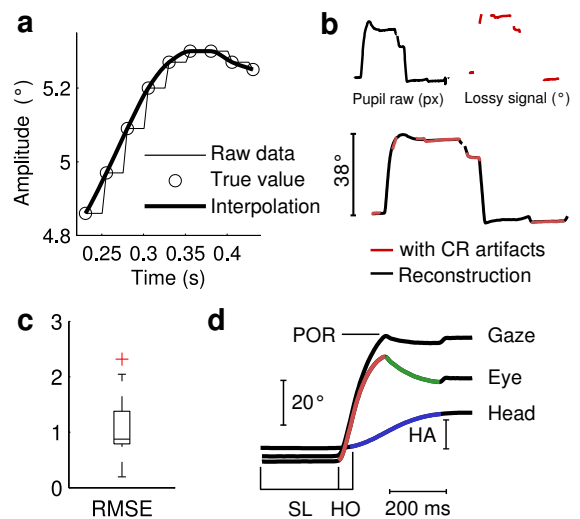 a
Amplitude (°)
5.2
5
4.8
0.25 0.3 0.35 0.4
Time (s)
Raw data
True value
Interpolation
b
Pupil raw (px)
Lossy signal (°)
38°
with CR artifacts
Reconstruction
c
3
2
1
0
RMSE
d
POR
Gaze
Eye
Head
20°
HA
SL HO
200 ms